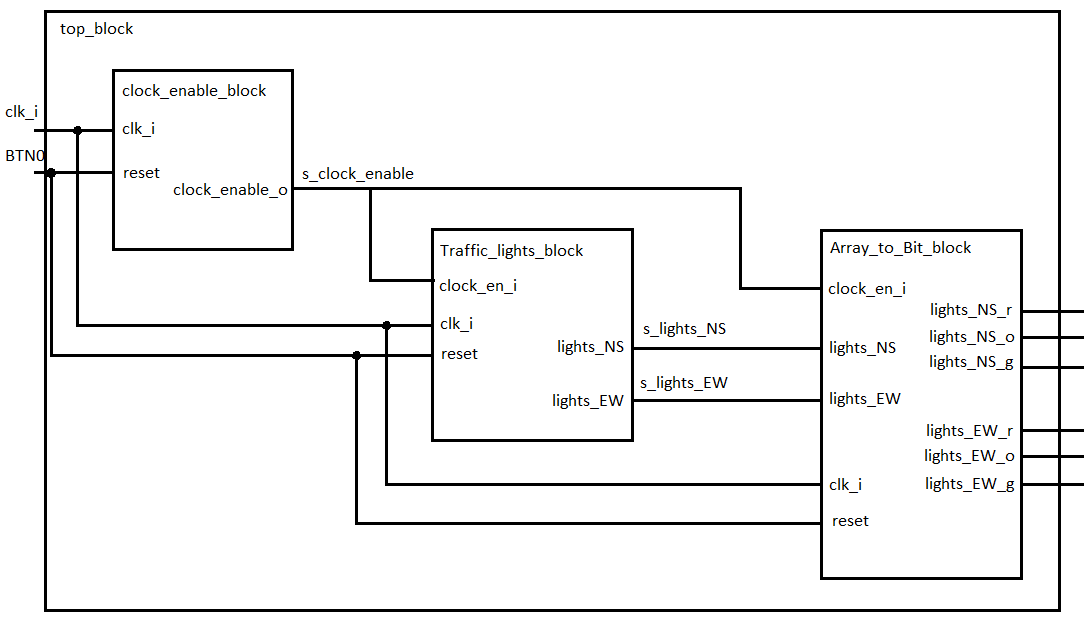 top_block
clock_enable_block
clk_i
clk_i
BTN0
reset
clock_enable_o
s_clock_enable
Traffic_lights_block
clock_en_i
clk_i
reset
lights_NS
lights_EW
s_lights_NS
s_lights_EW
Array_to_Bit_block
clock_en_i
lights_NS_r
lights_NS_o
lights_NS
lights_NS_g
lights_EW
lights_EW_r
lights_EW_o
clk_i
lights_EW_g
reset